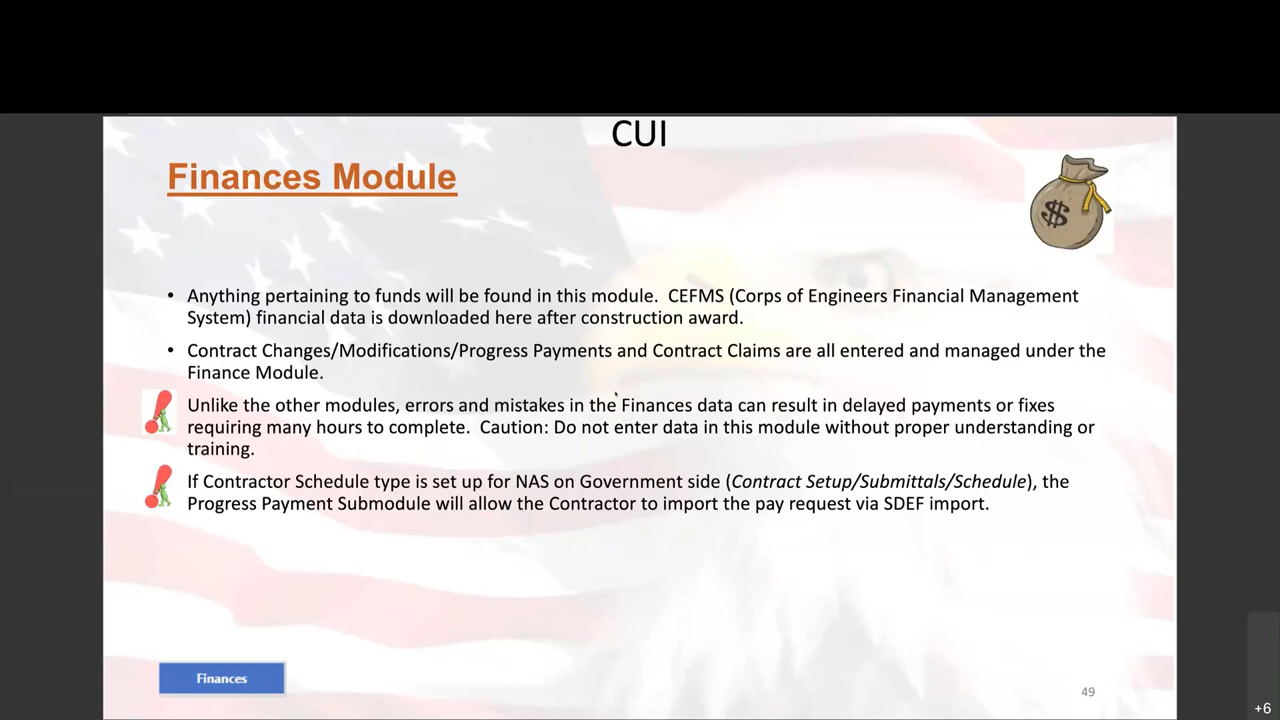 CUI
Finances Module
$
• Anything pertaining to funds will be found in this module.  CEFMS (Corps of Engineers Financial Management
System) financial data is downloaded here after construction award.
• Contract Changes/Modifications/Progress Payments and Contract Claims are all entered and managed under the
Finance Module.
Unlike the other modules, errors and mistakes in the Finances data can result in delayed payments or fixes
requiring many hours to complete.  Caution: Do not enter data in this module without proper understanding or
training.
If Contractor Schedule type is set up for NAS on Government side (Contract Setup/Submittals/Schedule), the
Progress Payment Submodule will allow the Contractor to import the pay request via SDEF import.
Finances
49
+6